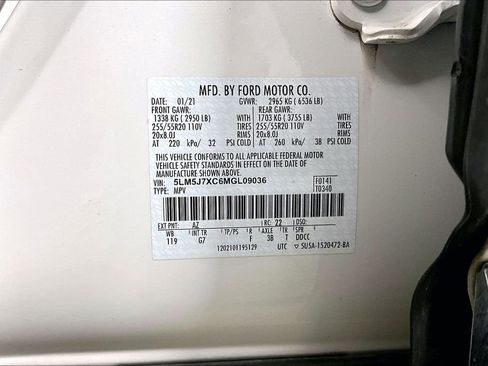 MFD. BY FORD MOTOR CO.
DATE: 01/21 GVWR: 2965 KG ( 6536 LB)
FRONT GAWR: REAR GAWR:
1338 KG ( 2950 LB) WITH 1703 KG ( 3755 LB) WITH
255/55R20 110V TIRES 255/55R20 110V TIRES
20x8.0J RIMS 20x8.0J RIMS
AT 220 kPa/ 32 PSI COLD AT 260 kPa/ 38 PSI COLD
THIS VEHICLE CONFORMS TO ALL APPLICABLE FEDERAL MOTOR
VEHICLE SAFETY STANDARDS IN EFFECT ON THE DATE OF
MANUFACTURE SHOWN ABOVE.
VIN: 5LM5J7XC6MGL09036 F0141
TYPE: MPV T0340
EXT PNT: AZ RC: 22 DSO:
WB INT TR TP/PS R AXLE TR SPR
119 G7 F 3B T DDCC
1202101195129 UTC 5U5A-1520472-BA